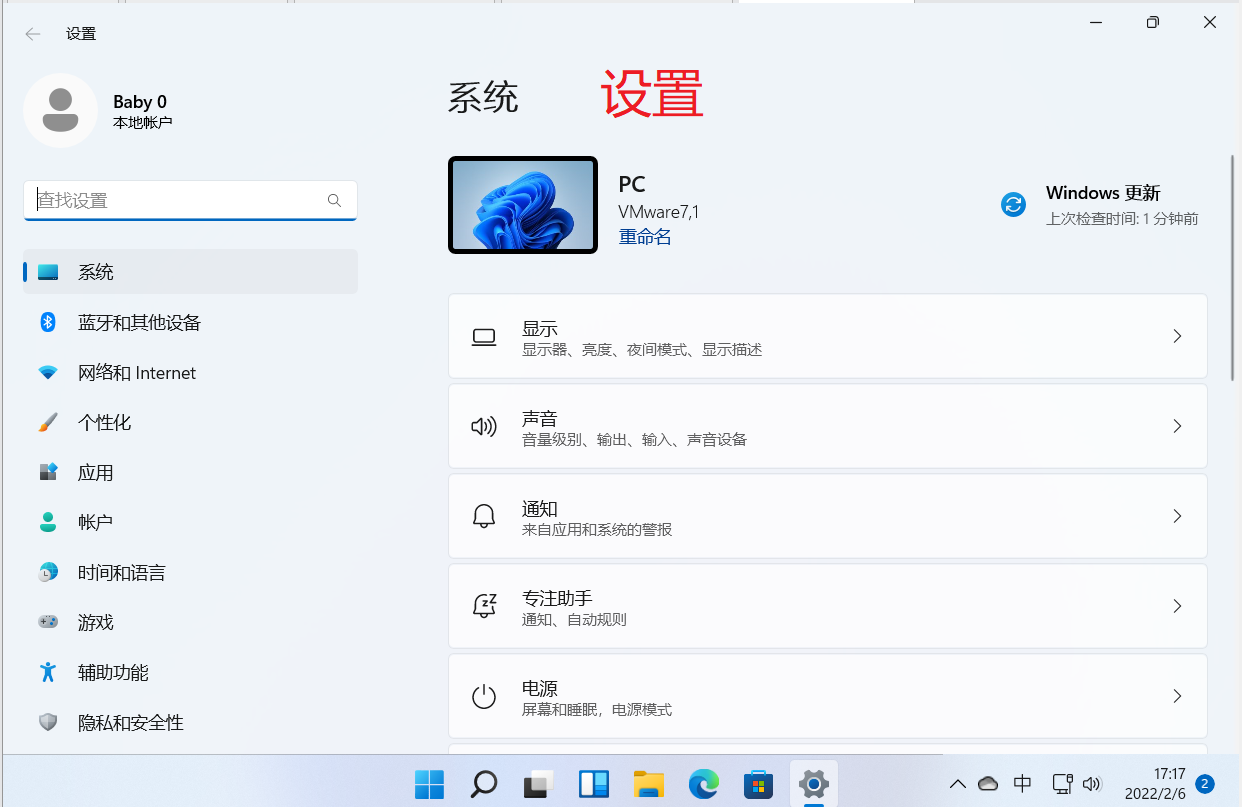 设置
Baby 0
本地帐户
查找设置
系统
蓝牙和其他设备
网络和 Internet
个性化
应用
帐户
时间和语言
游戏
辅助功能
隐私和安全性
系统
设置
PC
VMware7,1
重命名
Windows 更新
上次检查时间: 1 分钟前
显示
显示器、亮度、夜间模式、显示描述
声音
音量级别、输出、输入、声音设备
通知
来自应用和系统的警报
专注助手
通知、自动规则
电源
屏幕和睡眠，电源模式
中
17:17
2022/2/6
2